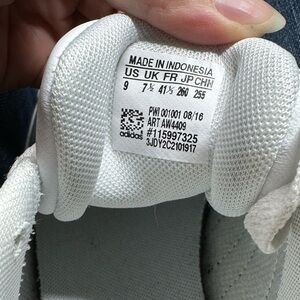 MADE IN INDONESIA
US UK FR JP CHN
9 7½ 41⅓ 260 255
PWI 001001 08/16
ART AW4409
adidas #115997325
3JDY2C2101917